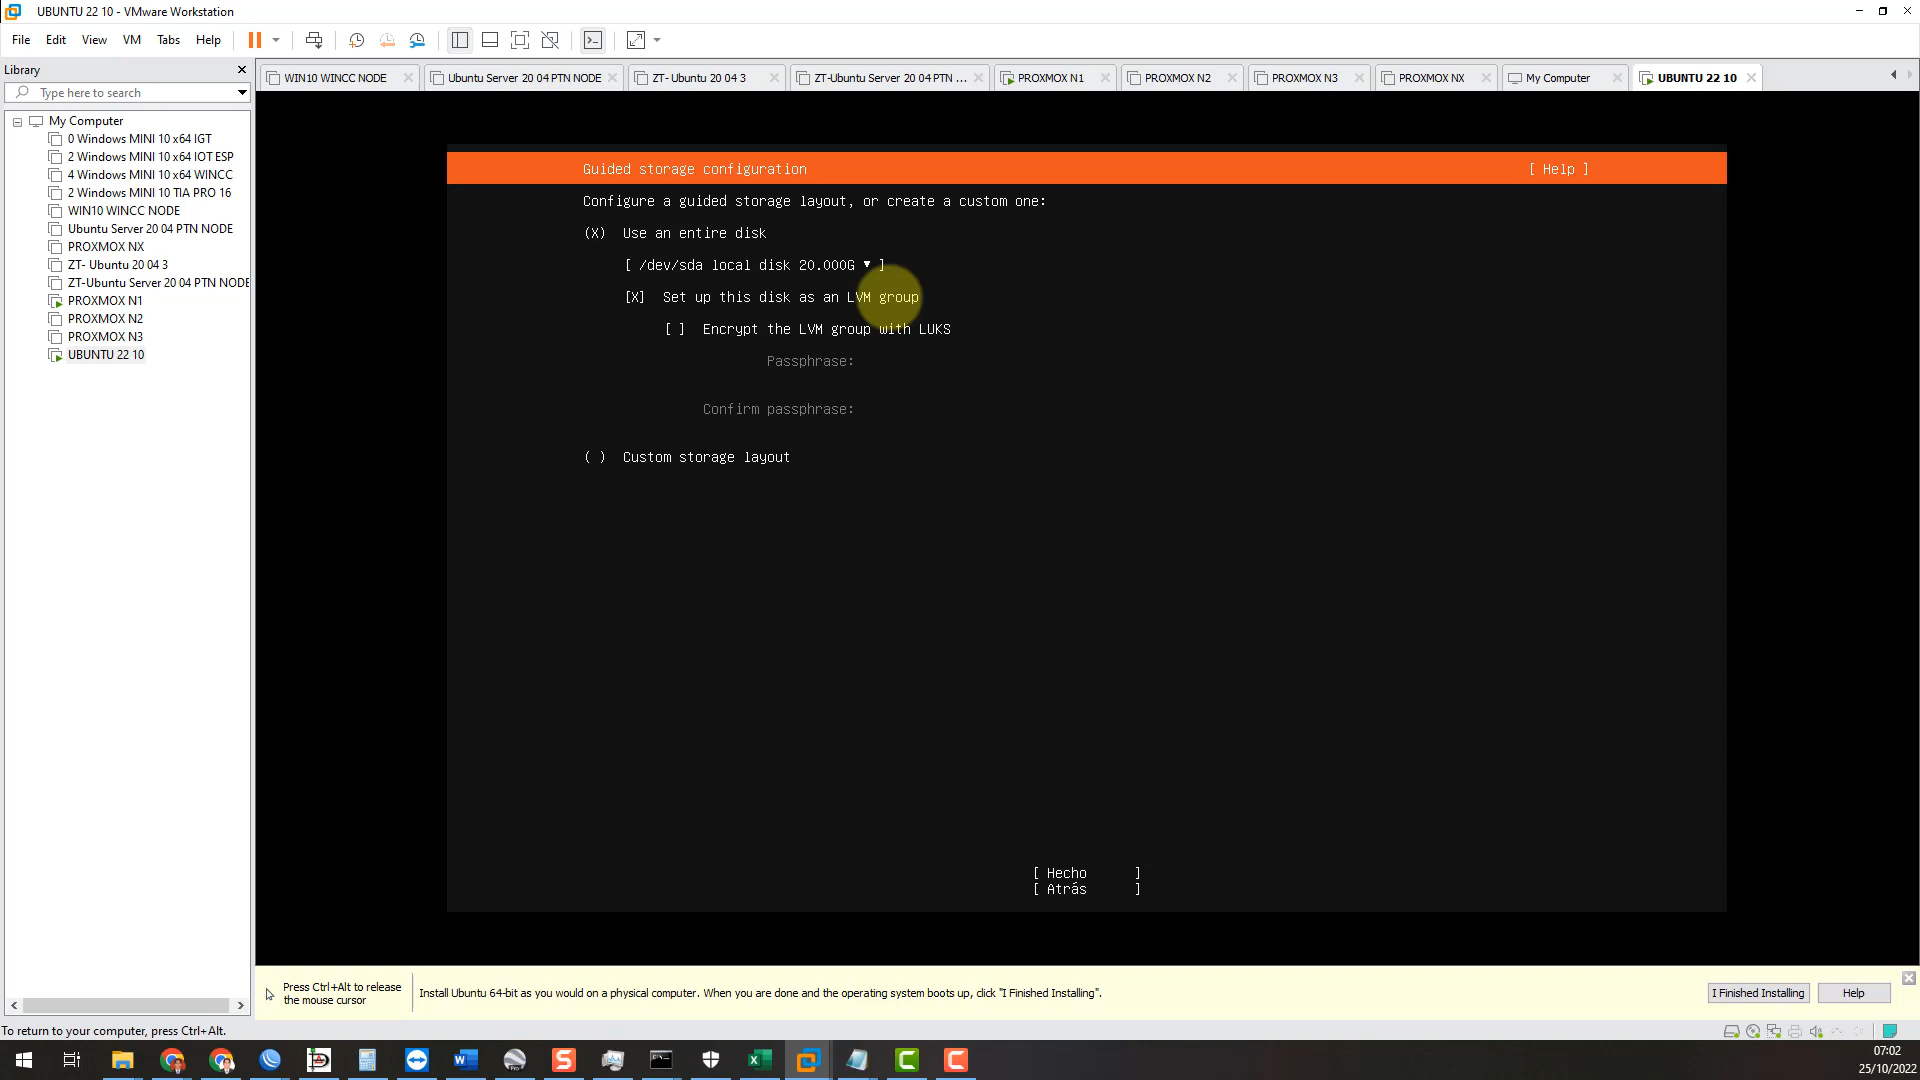 UBUNTU 22 10 - VMware Workstation
File Edit View VM Tabs Help
Library
Type here to search
My Computer
0 Windows MINI 10 x64 IGT
2 Windows MINI 10 x64 IOT ESP
4 Windows MINI 10 x64 WINCC
2 Windows MINI 10 TIA PRO 16
WIN10 WINCC NODE
Ubuntu Server 20 04 PTN NODE
PROXMOX NX
ZT- Ubuntu 20 04 3
ZT-Ubuntu Server 20 04 PTN NODE
PROXMOX N1
PROXMOX N2
PROXMOX N3
UBUNTU 22 10
WIN10 WINCC NODE Ubuntu Server 20 04 PTN NODE ZT- Ubuntu 20 04 3 ZT-Ubuntu Server 20 04 PTN ... PROXMOX N1 PROXMOX N2 PROXMOX N3 PROXMOX NX My Computer UBUNTU 22 10
Guided storage configuration [ Help ]
Configure a guided storage layout, or create a custom one:
(X) Use an entire disk
[ /dev/sda local disk 20.000G ▾ ]
[X] Set up this disk as an LVM group
[ ] Encrypt the LVM group with LUKS
Passphrase:
Confirm passphrase:
( ) Custom storage layout
[ Hecho ]
[ Atrás ]
Press Ctrl+Alt to release
the mouse cursor
Install Ubuntu 64-bit as you would on a physical computer. When you are done and the operating system boots up, click "I Finished Installing".
I Finished Installing Help
To return to your computer, press Ctrl+Alt.
07:02
25/10/2022